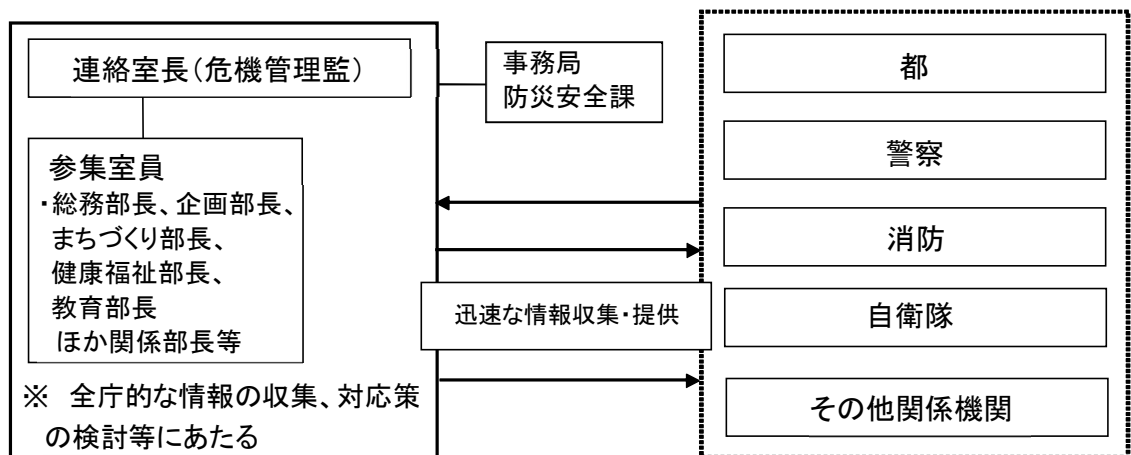 連絡室長(危機管理監)
参集室員
・総務部長、企画部長、
まちづくり部長、
健康福祉部長、
教育部長
ほか関係部長等
※ 全庁的な情報の収集、対応策
の検討等にあたる
事務局
防災安全課
迅速な情報収集・提供
都
警察
消防
自衛隊
その他関係機関